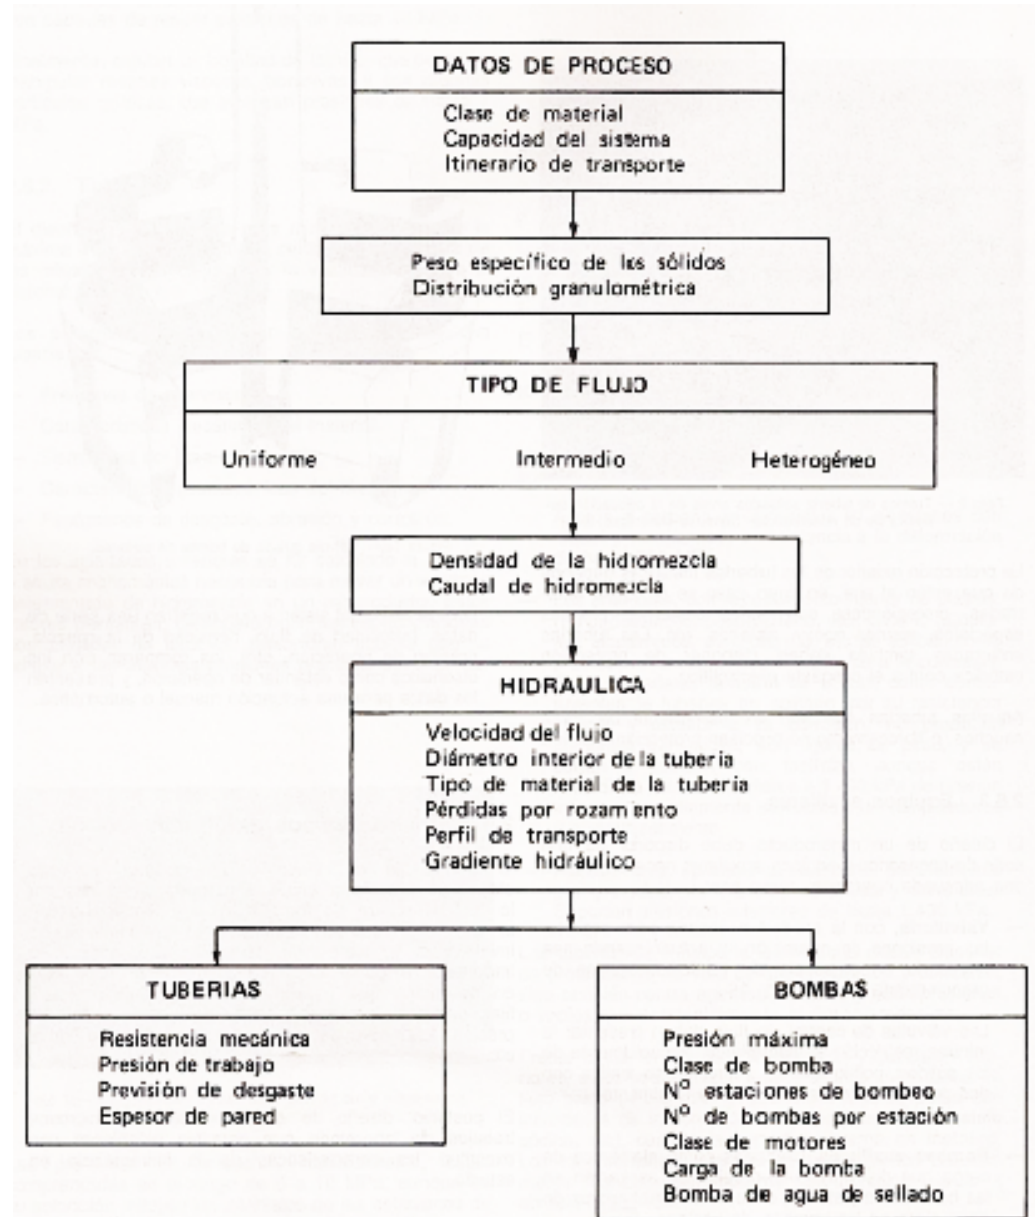 DATOS DE PROCESO
Clase de material
Capacidad del sistema
Itinerario de transporte
Peso específico de los sólidos
Distribución granulométrica
TIPO DE FLUJO
Uniforme Intermedio Heterogéneo
Densidad de la hidromezcla
Caudal de hidromezcla
HIDRAULICA
Velocidad del flujo
Diámetro interior de la tuberia
Tipo de material de la tuberia
Pérdidas por rozamiento
Perfil de transporte
Gradiente hidráulico
TUBERIAS
Resistencia mecánica
Presión de trabajo
Previsión de desgaste
Espesor de pared
BOMBAS
Presión máxima
Clase de bomba
Nº estaciones de bombeo
Nº de bombas por estación
Clase de motores
Carga de la bomba
Bomba de agua de sellado